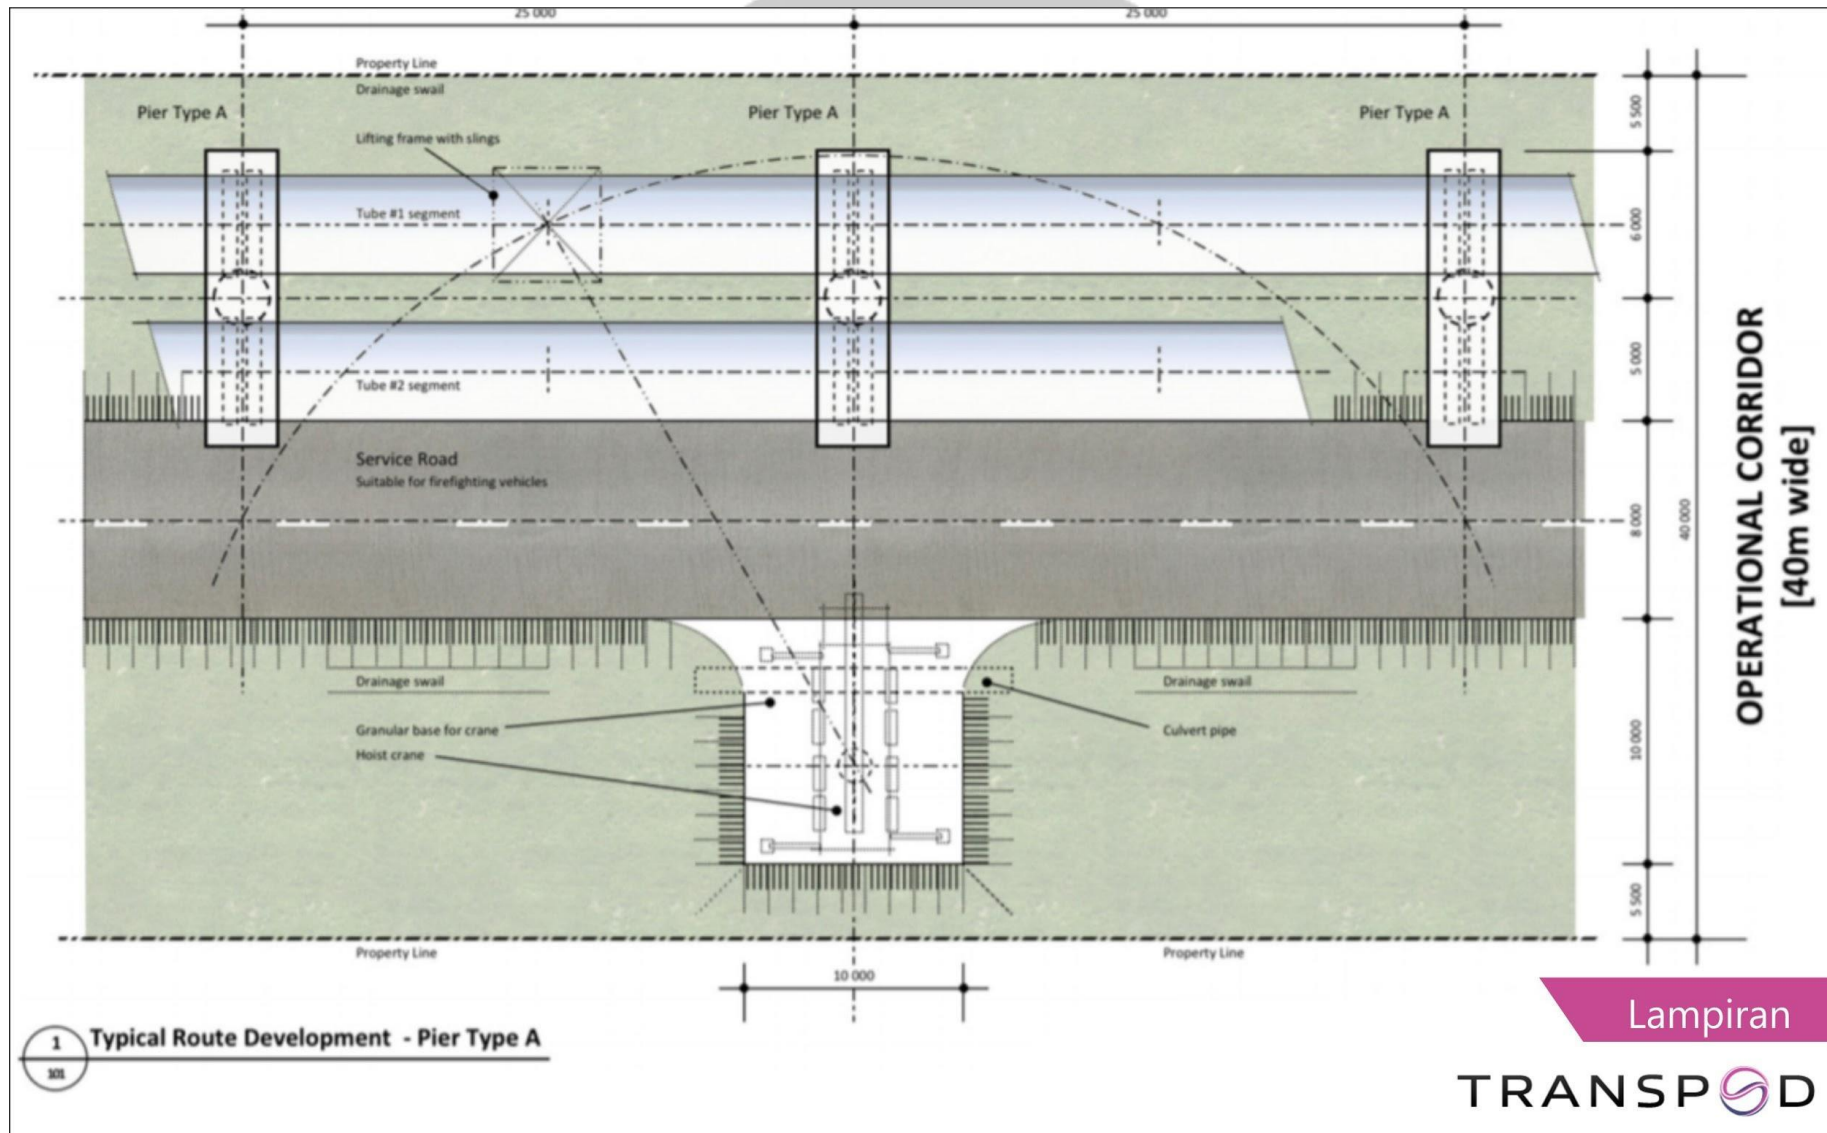 25 000
25 000
Property Line
Drainage swail
Pier Type A
Pier Type A
Pier Type A
5 500
Lifting frame with slings
Tube #1 segment
6 000
Tube #2 segment
5 000
Service Road
Suitable for firefighting vehicles
8 000
40 000
OPERATIONAL CORRIDOR
[40m wide]
Drainage swail
Drainage swail
Granular base for crane
Culvert pipe
Hoist crane
10 000
5 500
Property Line
Property Line
10 000
1
101
Typical Route Development - Pier Type A
Lampiran
TRANSPOD